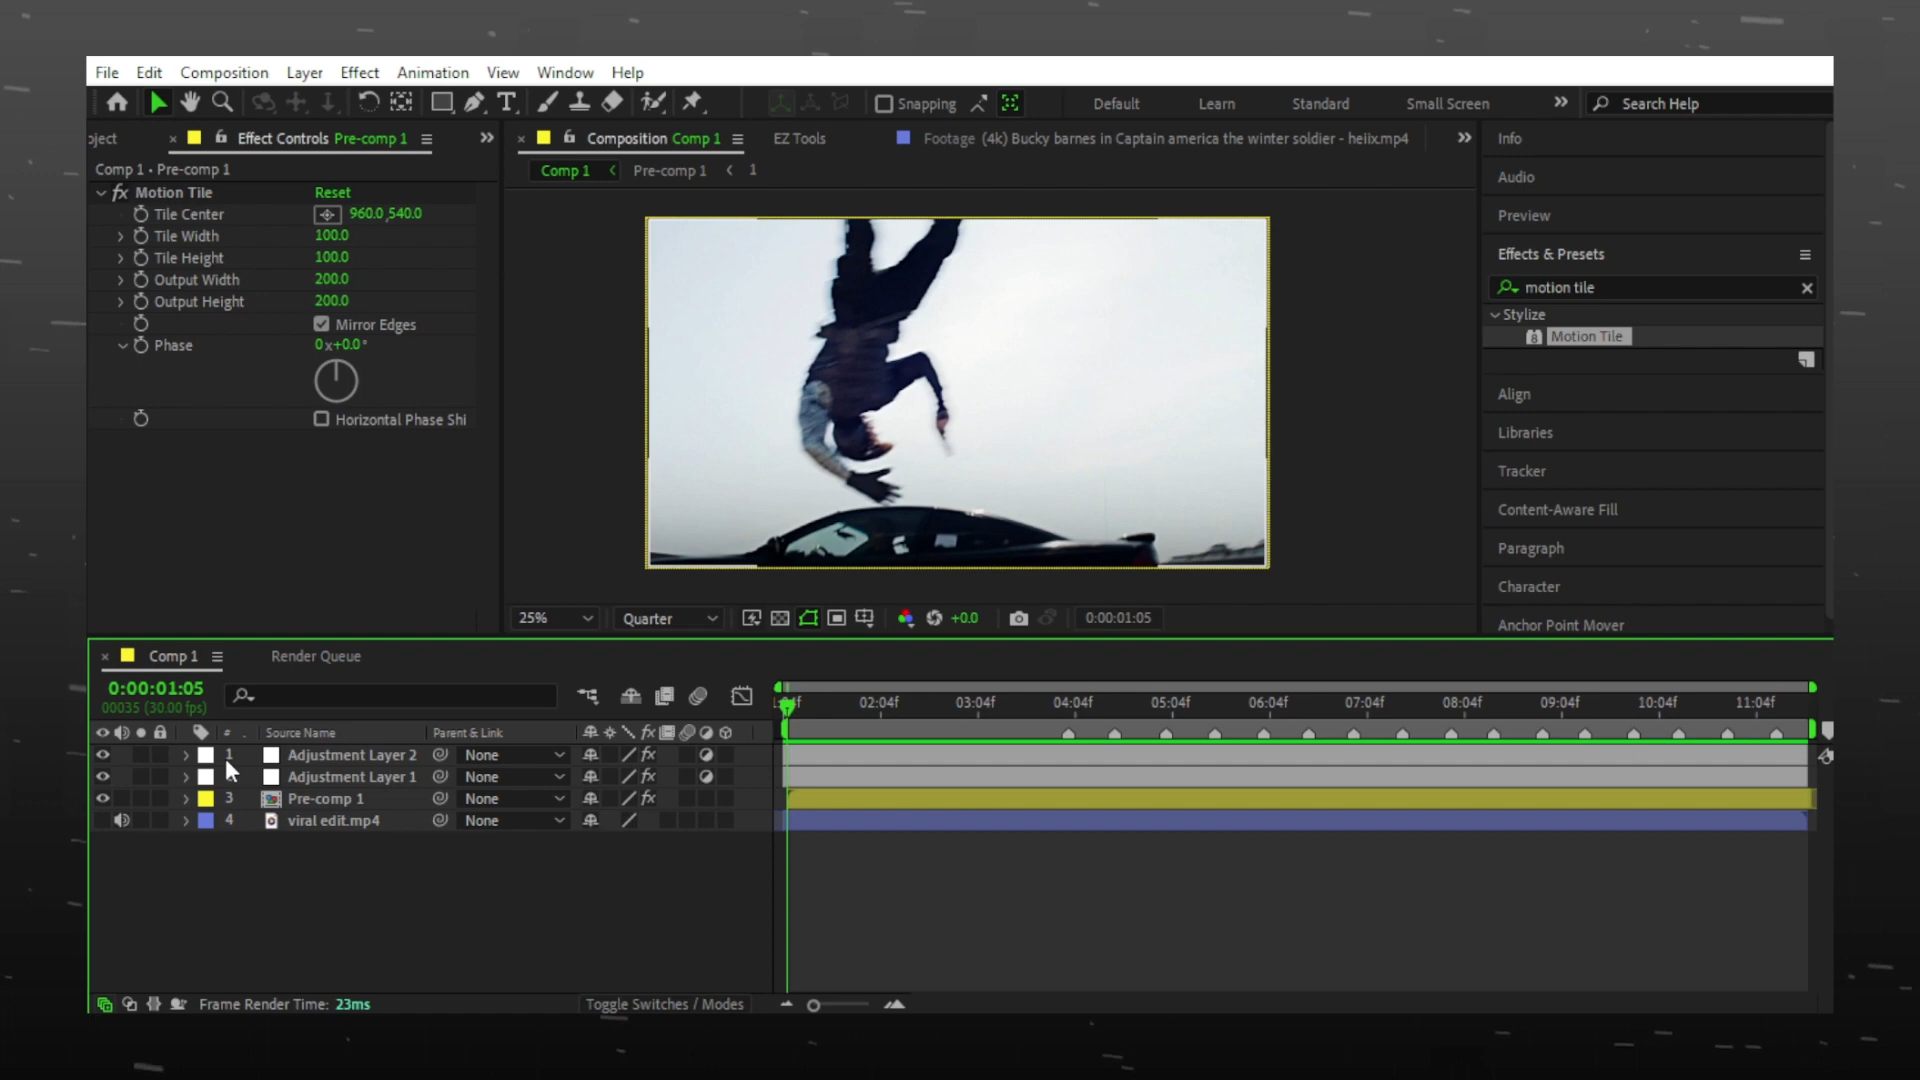 File Edit Composition Layer Effect Animation View Window Help
Snapping Default Learn Standard Small Screen Search Help
oject Effect Controls Pre-comp 1
Composition Comp 1 EZ Tools Footage (4k) Bucky barnes in Captain america the winter soldier - heiix.mp4
Info
Comp 1 • Pre-comp 1
Comp 1 Pre-comp 1 1
Audio
fx Motion Tile Reset
Tile Center 960.0,540.0
Tile Width 100.0
Tile Height 100.0
Output Width 200.0
Output Height 200.0
Mirror Edges
Phase 0x+0.0°
Horizontal Phase Shi
Preview
Effects & Presets
motion tile
Stylize
Motion Tile
Align
Libraries
Tracker
Content-Aware Fill
Paragraph
Character
Anchor Point Mover
25% Quarter +0.0 0:00:01:05
Comp 1 Render Queue
0:00:01:05
00035 (30.00 fps)
02:04f 03:04f 04:04f 05:04f 06:04f 07:04f 08:04f 09:04f 10:04f 11:04f
# Source Name Parent & Link fx
1 Adjustment Layer 2 None fx
Adjustment Layer 1 None fx
3 Pre-comp 1 None fx
4 viral edit.mp4 None
Frame Render Time: 23ms Toggle Switches / Modes